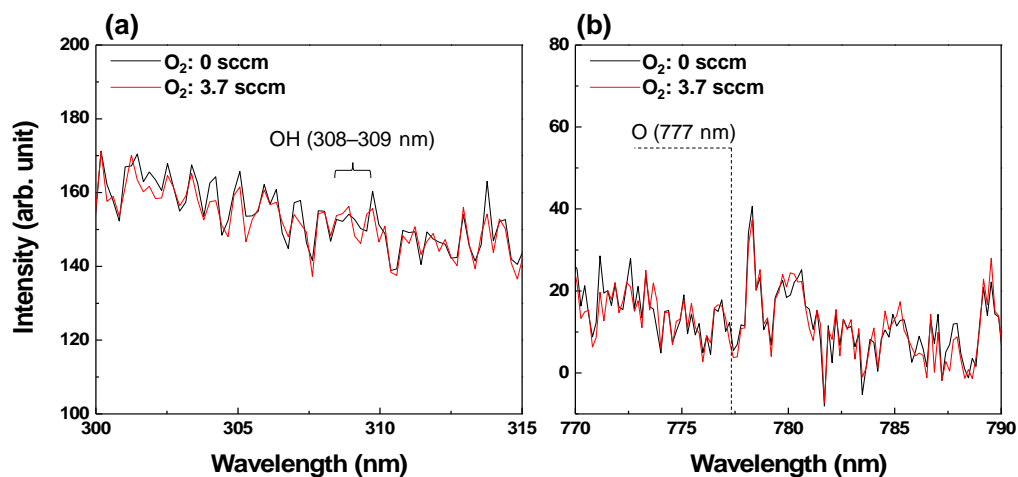 (a)
200
180
160
140
120
100
O₂: 0 sccm
O₂: 3.7 sccm
OH (308–309 nm)
300
305
310
315
Wavelength (nm)
Intensity (arb. unit)
(b)
80
60
40
20
0
O₂: 0 sccm
O₂: 3.7 sccm
O (777 nm)
770
775
780
785
790
Wavelength (nm)